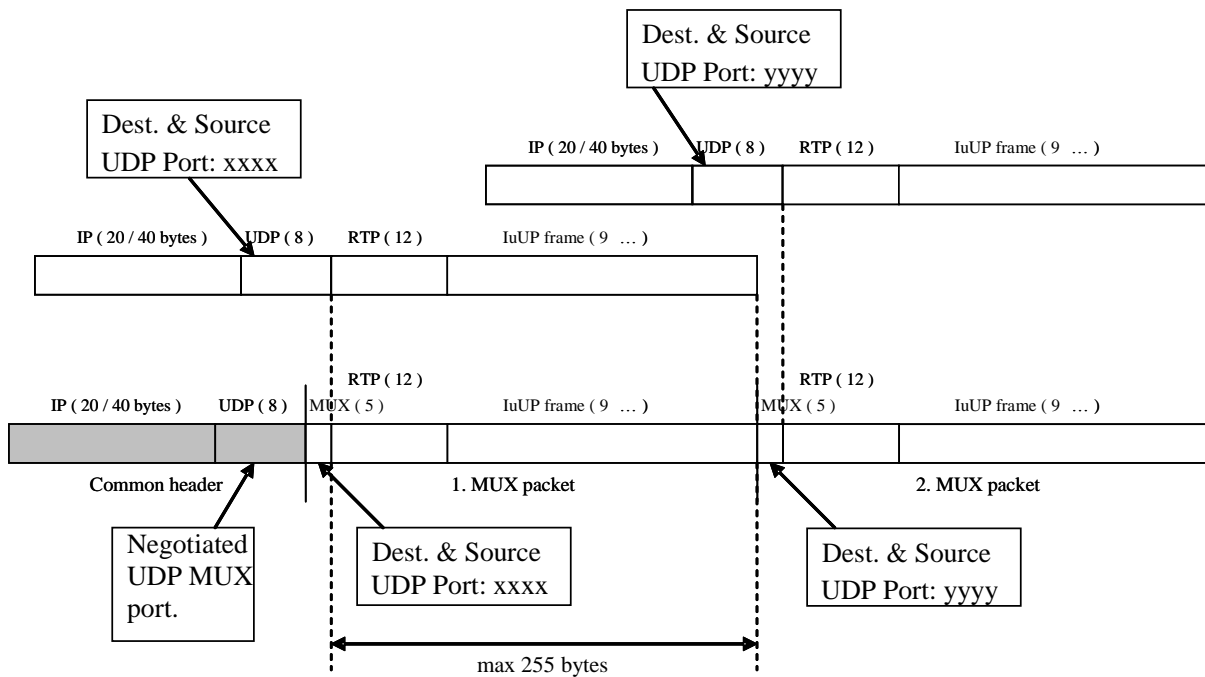 Dest. & Source
UDP Port: yyyy
Dest. & Source
UDP Port: xxxx
IP ( 20 / 40 bytes ) UDP ( 8 ) RTP ( 12 ) IuUP frame ( 9 … )
IP ( 20 / 40 bytes ) UDP ( 8 ) RTP ( 12 ) IuUP frame ( 9 … )
RTP ( 12 ) RTP ( 12 )
IP ( 20 / 40 bytes ) UDP ( 8 ) MUX ( 5 ) IuUP frame ( 9 … ) MUX ( 5 ) IuUP frame ( 9 … )
Common header 1. MUX packet 2. MUX packet
Negotiated
UDP MUX
port.
Dest. & Source
UDP Port: xxxx
Dest. & Source
UDP Port: yyyy
max 255 bytes